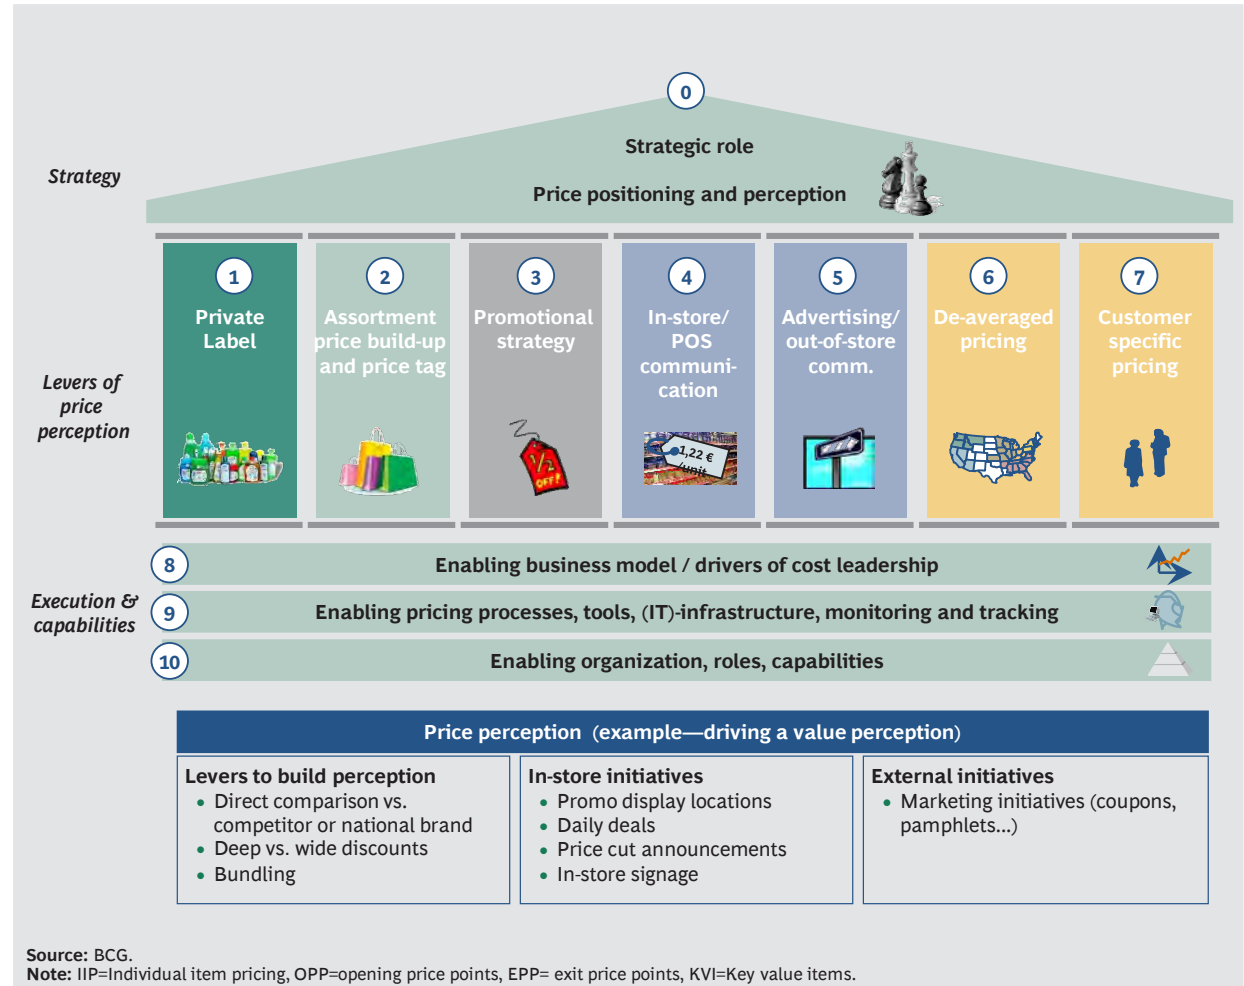 0
Strategic role
Strategy
Price positioning and perception
1
Private
Label
2
Assortment
price build-up
and price tag
3
Promotional
strategy
1/2
OFF!
4
In-store/
POS
communi-
cation
1,22 €
/unit
5
Advertising/
out-of-store
comm.
6
De-averaged
pricing
7
Customer
specific
pricing
Levers of
price
perception
8
Enabling business model / drivers of cost leadership
Execution &
capabilities
9
Enabling pricing processes, tools, (IT)-infrastructure, monitoring and tracking
10
Enabling organization, roles, capabilities
Price perception (example—driving a value perception)
Levers to build perception
• Direct comparison vs.
competitor or national brand
• Deep vs. wide discounts
• Bundling
In-store initiatives
• Promo display locations
• Daily deals
• Price cut announcements
• In-store signage
External initiatives
• Marketing initiatives (coupons,
pamphlets...)
Source: BCG.
Note: IIP=Individual item pricing, OPP=opening price points, EPP= exit price points, KVI=Key value items.